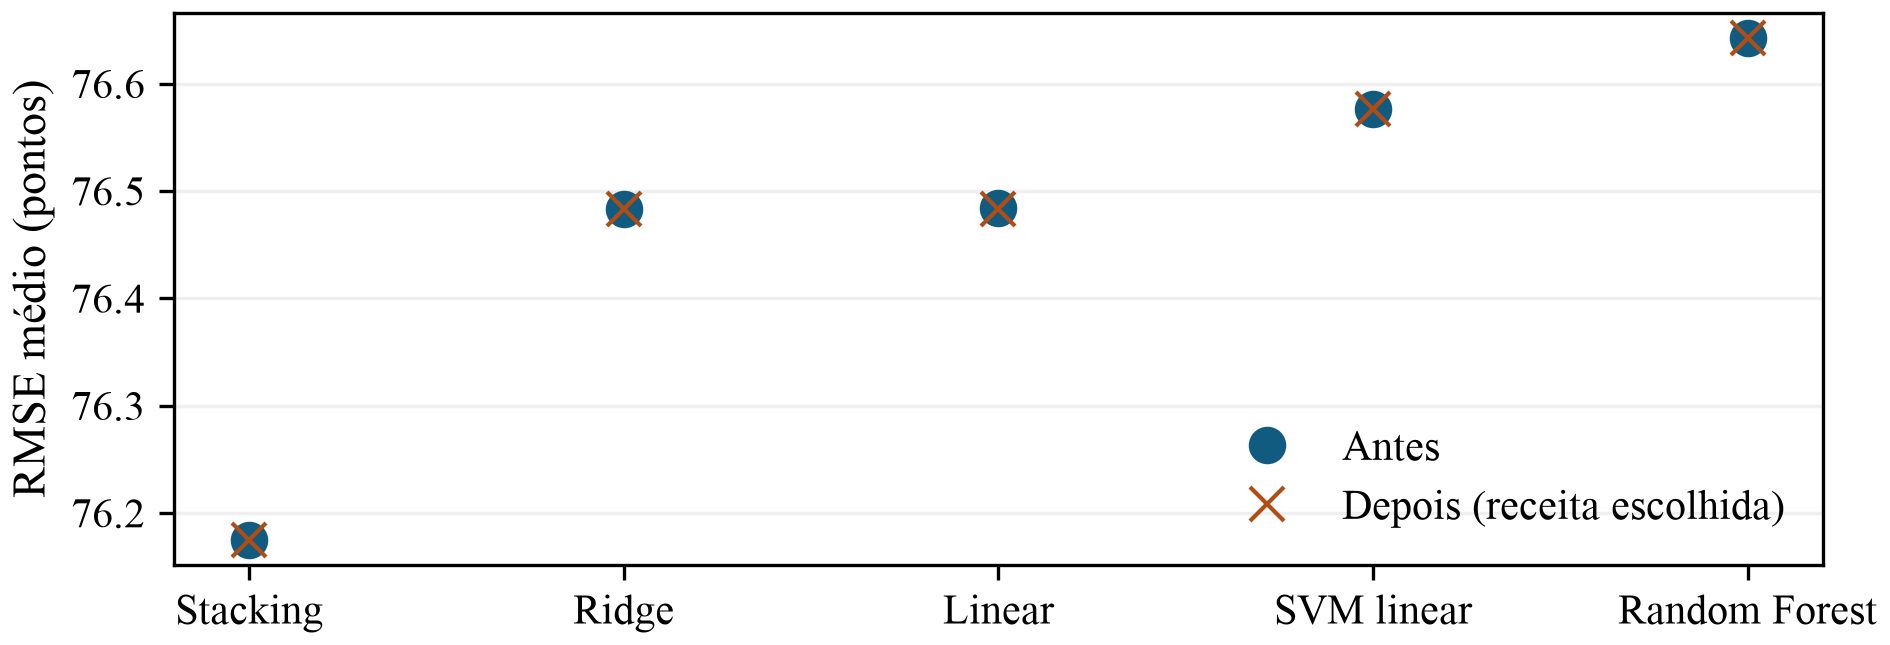 RMSE médio (pontos)
76.6
76.5
76.4
76.3
76.2
Antes
Depois (receita escolhida)
Stacking
Ridge
Linear
SVM linear
Random Forest